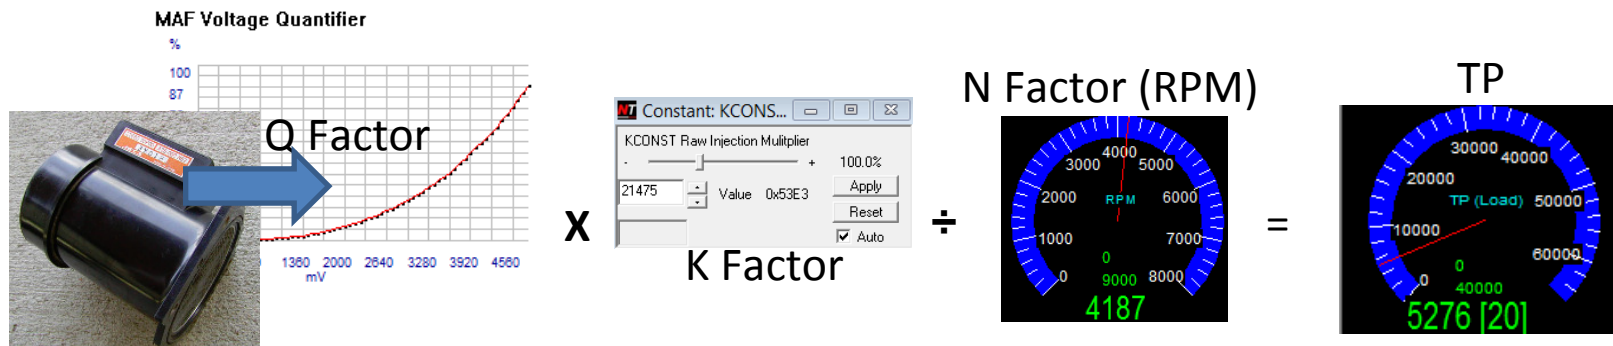 MAF Voltage Quantifier
%
100
87
Q Factor
1360 2000 2640 3280 3920 4560
mV
X
NT Constant: KCONS...
KCONST Raw Injection Mulitplier
- + 100.0%
21475 Value 0x53E3 Apply
Reset
Auto
K Factor
÷
N Factor (RPM)
0 1000 2000 3000 4000 5000 6000 7000 8000
RPM
0
9000
4187
=
TP
0 10000 20000 30000 40000 50000 60000
TP (Load)
0
40000
5276 [20]